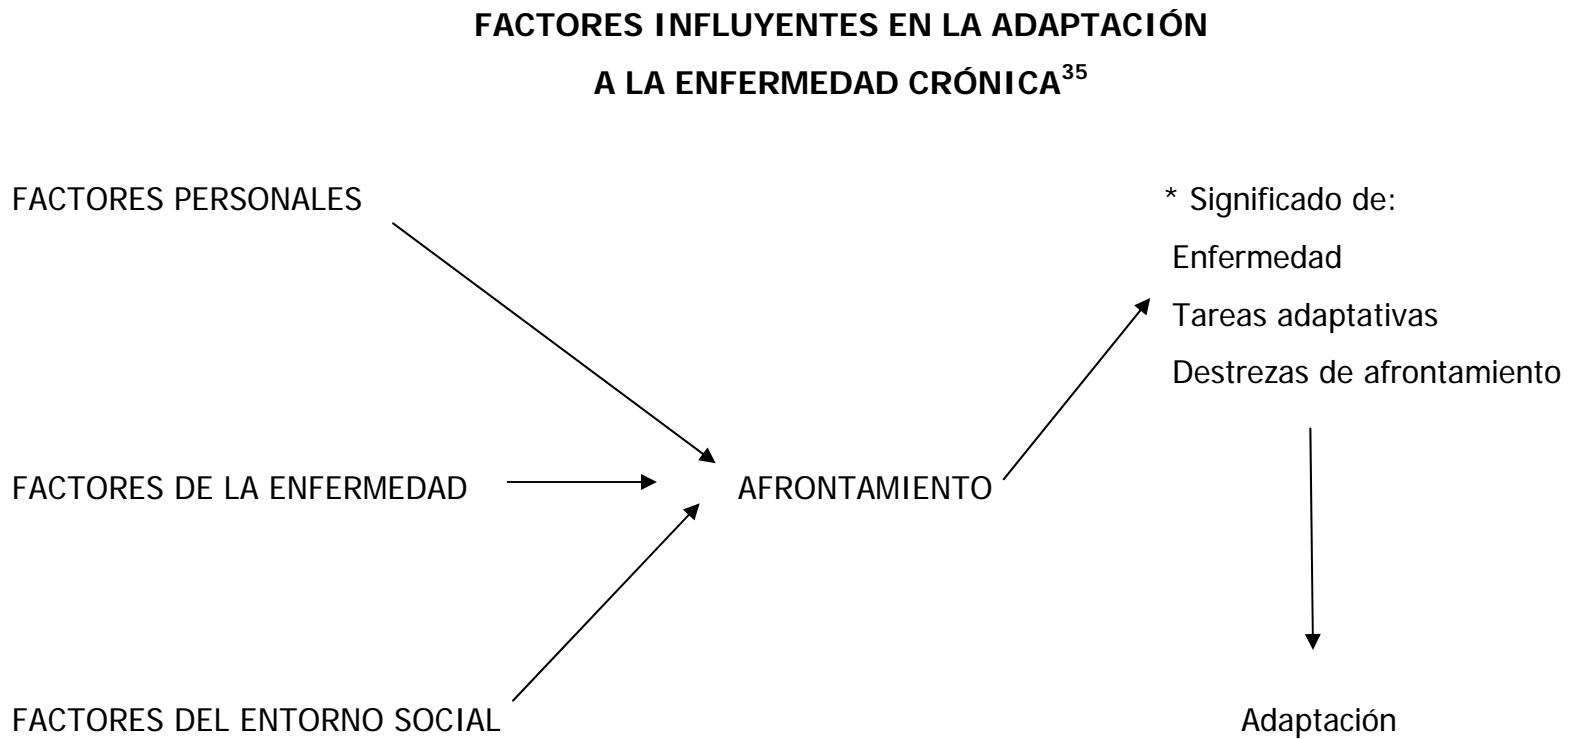 FACTORES INFLUYENTES EN LA ADAPTACIÓN
A LA ENFERMEDAD CRÓNICA35
FACTORES PERSONALES
* Significado de:
Enfermedad
Tareas adaptativas
Destrezas de afrontamiento
FACTORES DE LA ENFERMEDAD
AFRONTAMIENTO
FACTORES DEL ENTORNO SOCIAL
Adaptación